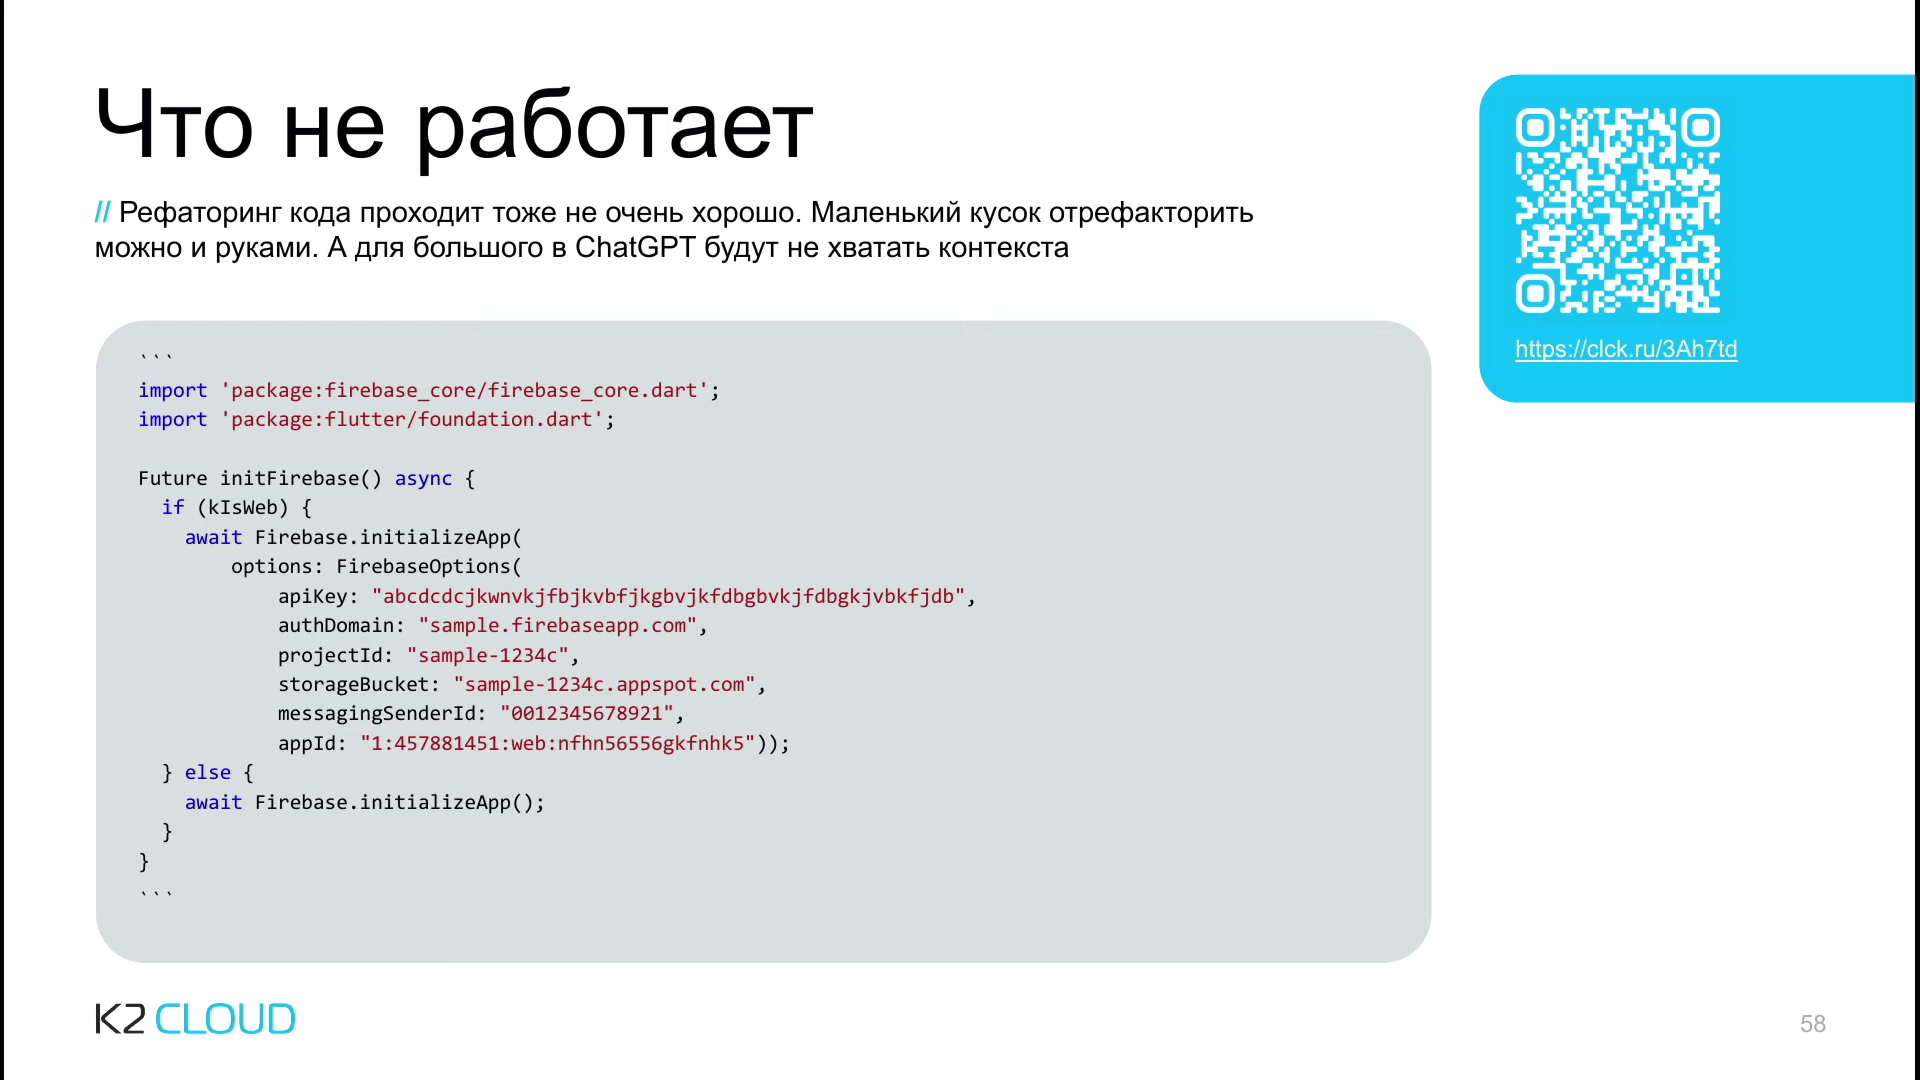 Что не работает
// Рефаторинг кода проходит тоже не очень хорошо. Маленький кусок отрефакторить
можно и руками. А для большого в ChatGPT будут не хватать контекста
https://clck.ru/3Ah7td
```
import 'package:firebase_core/firebase_core.dart';
import 'package:flutter/foundation.dart';
Future initFirebase() async {
  if (kIsWeb) {
    await Firebase.initializeApp(
        options: FirebaseOptions(
            apiKey: "abcdcdcjkwnvkjfbjkvbfjkgbvjkfdbgbvkjfdbgkjvbkfjdb",
            authDomain: "sample.firebaseapp.com",
            projectId: "sample-1234c",
            storageBucket: "sample-1234c.appspot.com",
            messagingSenderId: "0012345678921",
            appId: "1:457881451:web:nfhn56556gkfnhk5"));
  } else {
    await Firebase.initializeApp();
  }
}
```
K2 CLOUD
58